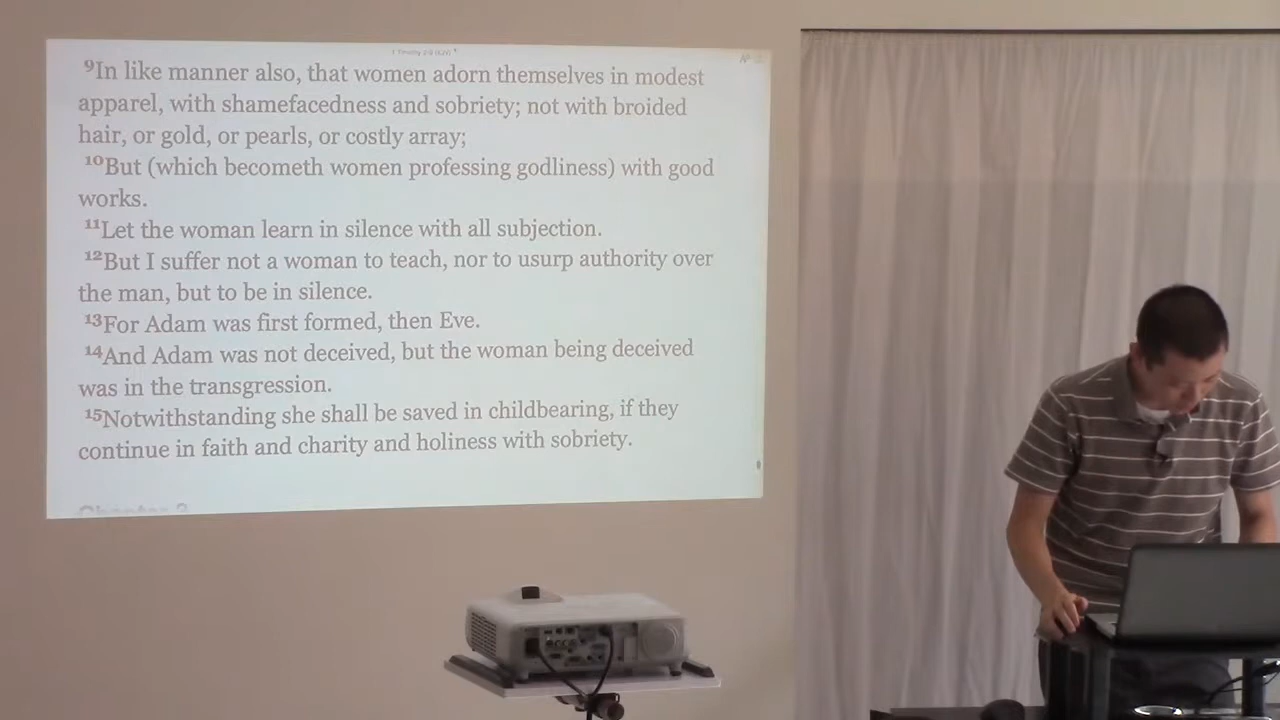 1 Timothy 2:9 (KJV)
⁹In like manner also, that women adorn themselves in modest
apparel, with shamefacedness and sobriety; not with broided
hair, or gold, or pearls, or costly array;
¹⁰But (which becometh women professing godliness) with good
works.
¹¹Let the woman learn in silence with all subjection.
¹²But I suffer not a woman to teach, nor to usurp authority over
the man, but to be in silence.
¹³For Adam was first formed, then Eve.
¹⁴And Adam was not deceived, but the woman being deceived
was in the transgression.
¹⁵Notwithstanding she shall be saved in childbearing, if they
continue in faith and charity and holiness with sobriety.